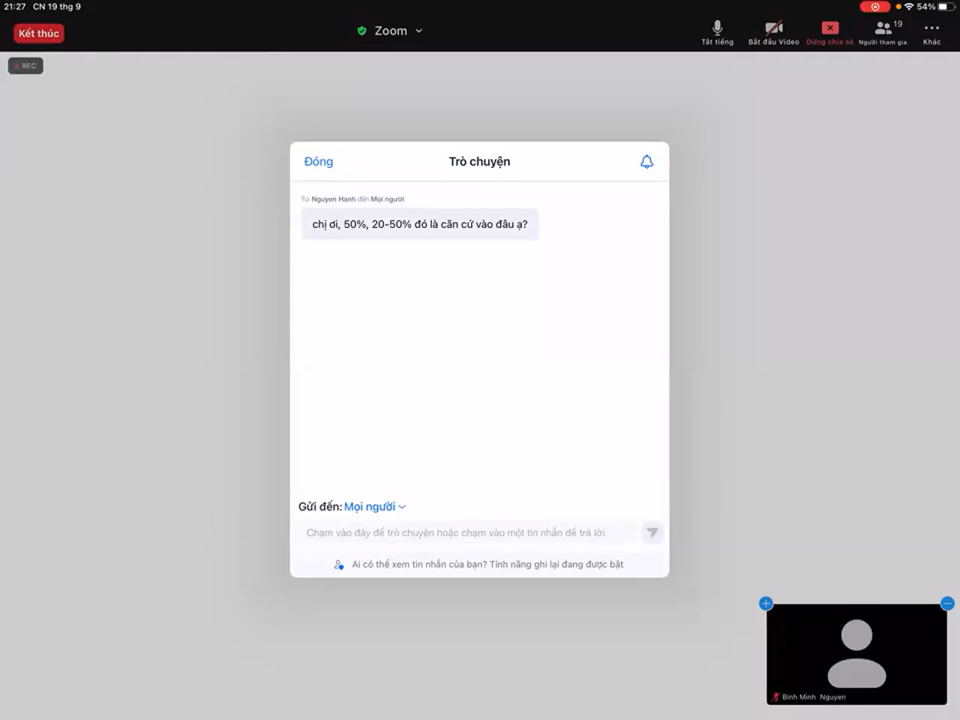 21:27 CN 19 thg 9
54%
Kết thúc
Zoom
19
Tắt tiếng
Bắt đầu Video
Dừng chia sẻ
Người tham gia
Khác
REC
Đóng
Trò chuyện
Từ Nguyen Hanh đến Mọi người
chị ơi, 50%, 20-50% đó là căn cứ vào đâu ạ?
Gửi đến: Mọi người
Chạm vào đây để trò chuyện hoặc chạm vào một tin nhắn để trả lời
Ai có thể xem tin nhắn của bạn? Tính năng ghi lại đang được bật
Binh Minh Nguyen